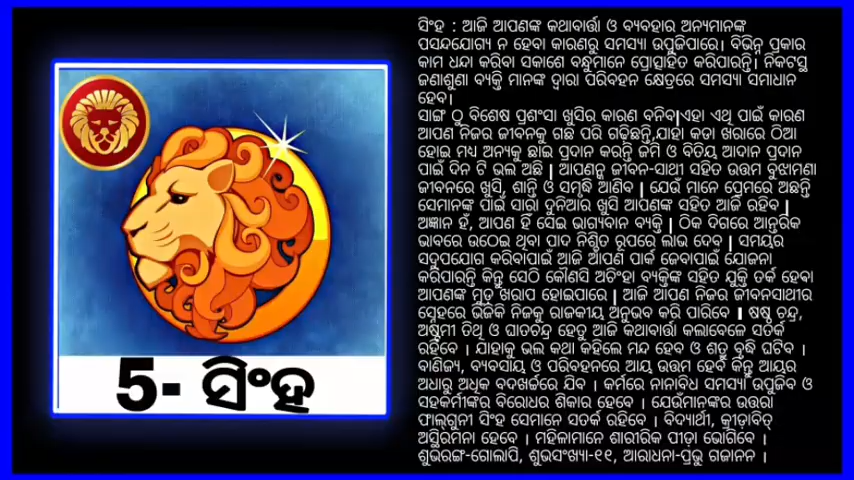 ସିଂହ : ଆଜି ଆପଣଙ୍କ କଥାବାର୍ତ୍ତା ଓ ବ୍ୟବହାର ଅନ୍ୟମାନଙ୍କ
ପସନ୍ଦଯୋଗ୍ୟ ନ ହେବା କାରଣରୁ ସମସ୍ୟା ଉପୁଜିପାରେ। ବିଭିନ୍ନ ପ୍ରକାର
କାମ ଧନ୍ଦା କରିବା ସକାଶେ ବନ୍ଧୁମାନେ ପ୍ରୋତ୍ସାହିତ କରିପାରନ୍ତି। ନିକଟସ୍ଥ
ଜଣାଶୁଣା ବ୍ୟକ୍ତି ମାନଙ୍କ ଦ୍ୱାରା ପରିବହନ କ୍ଷେତ୍ରରେ ସମସ୍ୟା ସମାଧାନ
ହେବ।
ସାଙ୍ଗ ଠୁ ବିଶେଷ ପ୍ରଶଂସା ଖୁସିର କାରଣ ବନିବ|ଏହା ଏଥି ପାଇଁ କାରଣ
ଆପଣ ନିଜର ଜୀବନକୁ ଗଛ ପରି ଗଢ଼ିଛନ୍ତି,ଯାହା କଡା ଖରାରେ ଠିଆ
ହୋଇ ମଧ୍ୟ ଅନ୍ୟକୁ ଛାଇ ପ୍ରଦାନ କରନ୍ତି ଜମି ଓ ବିତିୟ ଆଦାନ ପ୍ରଦାନ
ପାଇଁ ଦିନ ଟି ଭଲ ଅଛି | ଆପଣନ୍କ ଜୀବନ-ସାଥୀ ସହିତ ଉତ୍ତମ ବୁଝାମଣା
ଜୀବନରେ ଖୁସି, ଶାନ୍ତି ଓ ସମୃଦ୍ଧି ଆଣିବ | ଯେଉଁ ମାନେ ପ୍ରେମରେ ଅଛନ୍ତି
ସେମାନଙ୍କ ପାଇଁ ସାରା ଦୁନିଆର ଖୁସି ଆପଣଙ୍କ ସହିତ ଆଜି ରହିବ |
ଅଜ୍ଞାନ ହଁ, ଆପଣ ହିଁ ସେଇ ଭାଗ୍ୟବାନ ବ୍ୟକ୍ତି | ଠିକ ଦିଗରେ ଆନ୍ତରିକ
ଭାବରେ ଉଠେଇ ଥିବା ପାଦ ନିଶ୍ଚିତ ରୂପରେ ଲାଭ ଦେବ | ସମୟର
ସଦୁପଯୋଗ କରିବାପାଇଁ ଆଜି ଆପଣ ପାର୍କ ଜେବାପାଇଁ ଯୋଜନା
କରିପାରନ୍ତି କିନ୍ତୁ ସେଠି କୌଣସି ଅଚିଂହା ବ୍ୟକ୍ତିଙ୍କ ସହିତ ଯୁକ୍ତି ତର୍କ ହେବା
ଆପଣଙ୍କ ମୁଡ଼ ଖରାପ ହୋଇପାରେ | ଆଜି ଆପଣ ନିଜର ଜୀବନସାଥୀର
ସ୍ନେହରେ ଭିଜିକି ନିଜକୁ ରାଜକୀୟ ଅନୁଭବ କରି ପାରିବେ | ଷଷ୍ଠ ଚନ୍ଦ୍ର,
ଅଷ୍ଟମୀ ତିଥି ଓ ଘାତଚନ୍ଦ୍ର ହେତୁ ଆଜି କଥାବାର୍ତ୍ତା କଲାବେଳେ ସତର୍କ
ରହିବେ । ଯାହାକୁ ଭଲ କଥା କହିଲେ ମନ୍ଦ ହେବ ଓ ଶତ୍ରୁ ବୃଦ୍ଧି ଘଟିବ ।
ବାଣିଜ୍ୟ, ବ୍ୟବସାୟ ଓ ପରିବହନରେ ଆୟ ଉତ୍ତମ ହେବ କିନ୍ତୁ ଆୟର
ଅଧାରୁ ଅଧିକ ବଦଖର୍ଚ୍ଚରେ ଯିବ । କର୍ମରେ ନାନାବିଧ ସମସ୍ୟା ଉପୁଜିବ ଓ
ସହକର୍ମୀଙ୍କର ବିରୋଧର ଶିକାର ହେବେ । ଯେଉଁମାନଙ୍କର ଉତ୍ତରା
ଫାଲ୍‌ଗୁନୀ ସିଂହ ସେମାନେ ସତର୍କ ରହିବେ । ବିଦ୍ୟାର୍ଥୀ, କ୍ରୀଡ଼ାବିତ୍
ଅସ୍ଥିରମନା ହେବେ । ମହିଳାମାନେ ଶାରୀରିକ ପୀଡ଼ା ଭୋଗିବେ ।
ଶୁଭରଙ୍ଗ-ଗୋଲାପି, ଶୁଭସଂଖ୍ୟା-୧୧, ଆରାଧନା-ପ୍ରଭୁ ଗଜାନନ ।
5- ସିଂହ